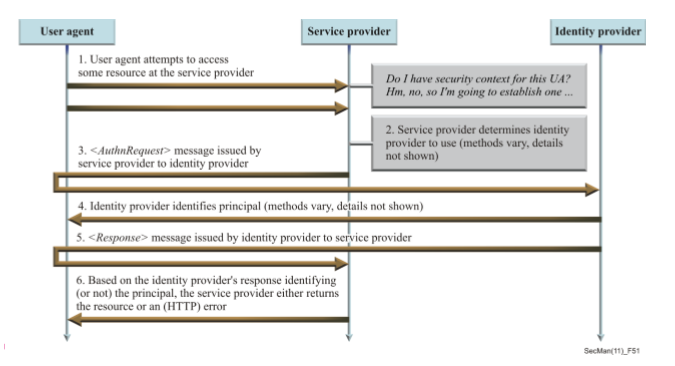 User agent
Service provider
Identity provider
1. User agent attempts to access
some resource at the service provider
Do I have security context for this UA?
Hm, no, so I'm going to establish one ...
2. Service provider determines identity
provider to use (methods vary, details
not shown)
3. <AuthnRequest> message issued by
service provider to identity provider
4. Identity provider identifies principal (methods vary, details not shown)
5. <Response> message issued by identity provider to service provider
6. Based on the identity provider's response identifying
(or not) the principal, the service provider either returns
the resource or an (HTTP) error
SecMan(11)_F51